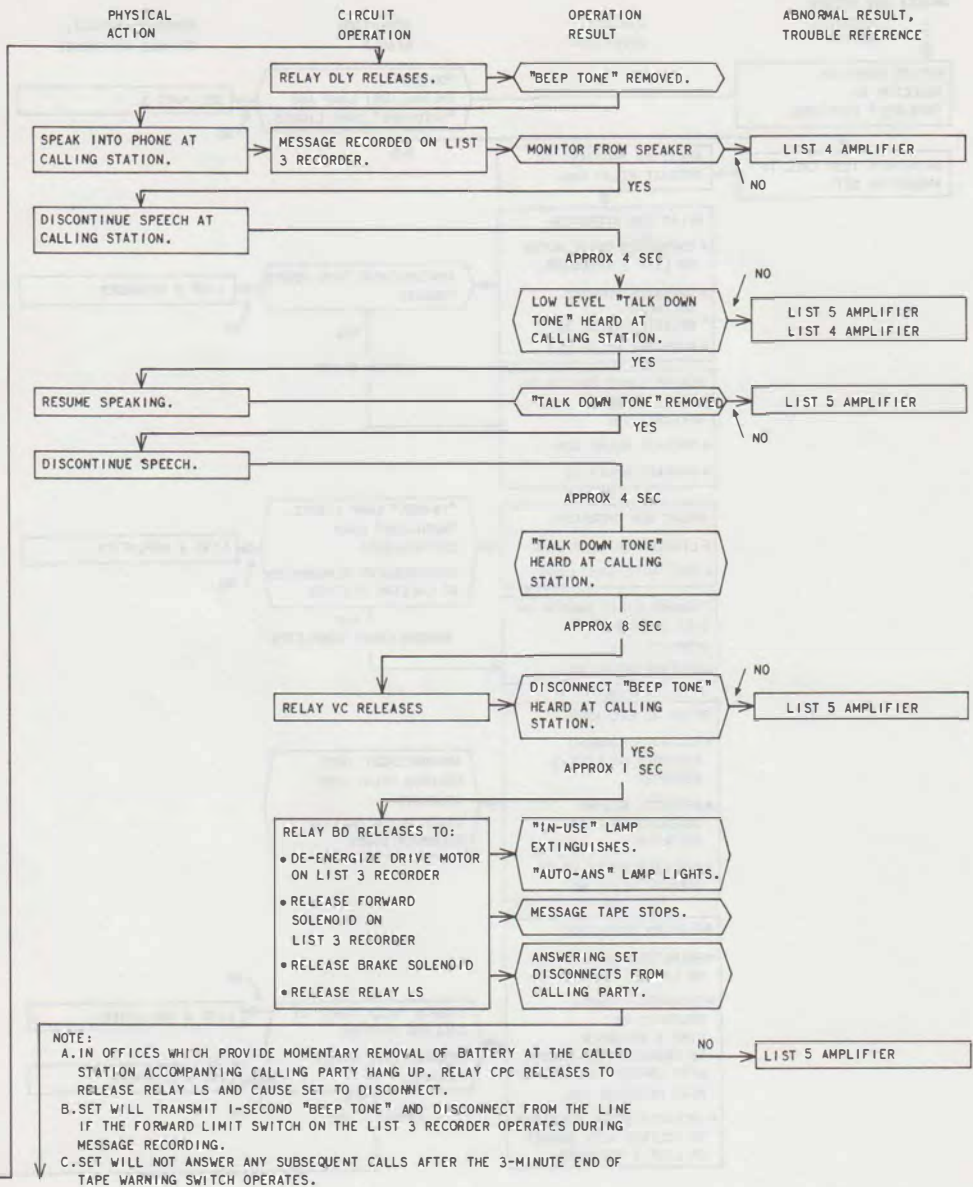 PHYSICAL ACTION
CIRCUIT OPERATION
OPERATION RESULT
ABNORMAL RESULT, TROUBLE REFERENCE
RELAY DLY RELEASES.
"BEEP TONE" REMOVED.
SPEAK INTO PHONE AT
CALLING STATION.
MESSAGE RECORDED ON LIST
3 RECORDER.
MONITOR FROM SPEAKER
LIST 4 AMPLIFIER
NO
YES
DISCONTINUE SPEECH AT
CALLING STATION.
APPROX 4 SEC
NO
LOW LEVEL "TALK DOWN
TONE" HEARD AT
CALLING STATION.
LIST 5 AMPLIFIER
LIST 4 AMPLIFIER
YES
RESUME SPEAKING.
"TALK DOWN TONE" REMOVED
LIST 5 AMPLIFIER
NO
YES
DISCONTINUE SPEECH.
APPROX 4 SEC
"TALK DOWN TONE"
HEARD AT CALLING
STATION.
APPROX 8 SEC
NO
RELAY VC RELEASES
DISCONNECT "BEEP TONE"
HEARD AT CALLING
STATION.
LIST 5 AMPLIFIER
YES
APPROX 1 SEC
RELAY BD RELEASES TO:
• DE-ENERGIZE DRIVE MOTOR
ON LIST 3 RECORDER
• RELEASE FORWARD
SOLENOID ON
LIST 3 RECORDER
• RELEASE BRAKE SOLENOID
• RELEASE RELAY LS
"IN-USE" LAMP
EXTINGUISHES.
"AUTO-ANS" LAMP LIGHTS.
MESSAGE TAPE STOPS.
ANSWERING SET
DISCONNECTS FROM
CALLING PARTY.
NO
LIST 5 AMPLIFIER
NOTE:
A. IN OFFICES WHICH PROVIDE MOMENTARY REMOVAL OF BATTERY AT THE CALLED
STATION ACCOMPANYING CALLING PARTY HANG UP. RELAY CPC RELEASES TO
RELEASE RELAY LS AND CAUSE SET TO DISCONNECT.
B. SET WILL TRANSMIT 1-SECOND "BEEP TONE" AND DISCONNECT FROM THE LINE
IF THE FORWARD LIMIT SWITCH ON THE LIST 3 RECORDER OPERATES DURING
MESSAGE RECORDING.
C. SET WILL NOT ANSWER ANY SUBSEQUENT CALLS AFTER THE 3-MINUTE END OF
TAPE WARNING SWITCH OPERATES.